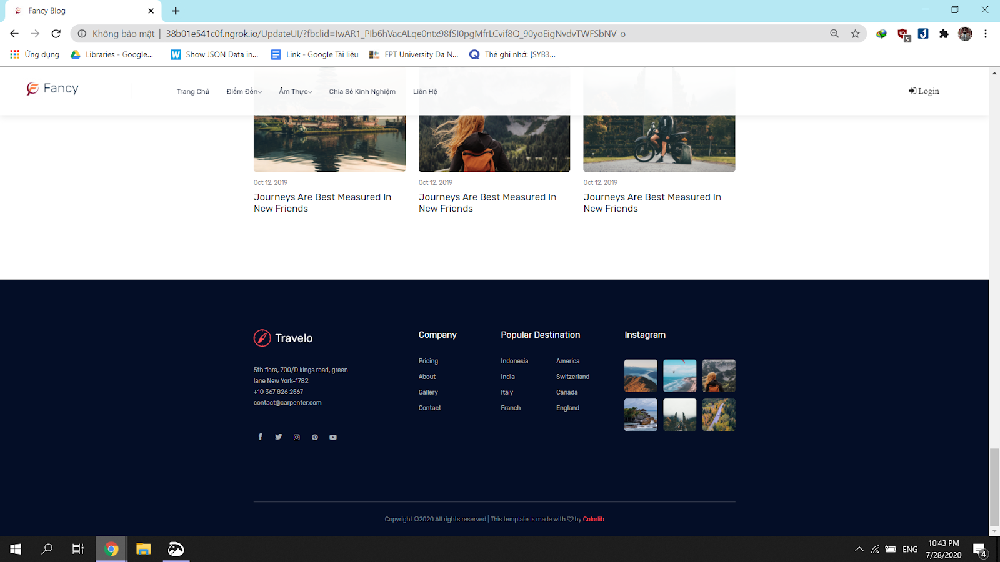 Fancy Blog
Không bảo mật | 38b01e541c0f.ngrok.io/UpdateUI/?fbclid=IwAR1_PIb6hVacALqe0ntx98fSI0pgMfrLCvif8Q_90yoEigNvdvTWFSbNV-o
5
Ứng dụng Libraries - Google... Show JSON Data in... Link - Google Tài liệu FPT University Da N... Thẻ ghi nhớ: [SYB3...
Fancy
Trang Chủ Điểm Đến Ẩm Thực Chia Sẻ Kinh Nghiệm Liên Hệ
Login
Oct 12, 2019
Journeys Are Best Measured In
New Friends
Oct 12, 2019
Journeys Are Best Measured In
New Friends
Oct 12, 2019
Journeys Are Best Measured In
New Friends
Travelo
5th flora, 700/D kings road, green
lane New York-1782
+10 367 826 2567
contact@carpenter.com
Company
Pricing
About
Gallery
Contact
Popular Destination
Indonesia
India
Italy
Franch
America
Switzerland
Canada
England
Instagram
Copyright ©2020 All rights reserved | This template is made with ♡ by Colorlib
ENG
10:43 PM
7/28/2020
4